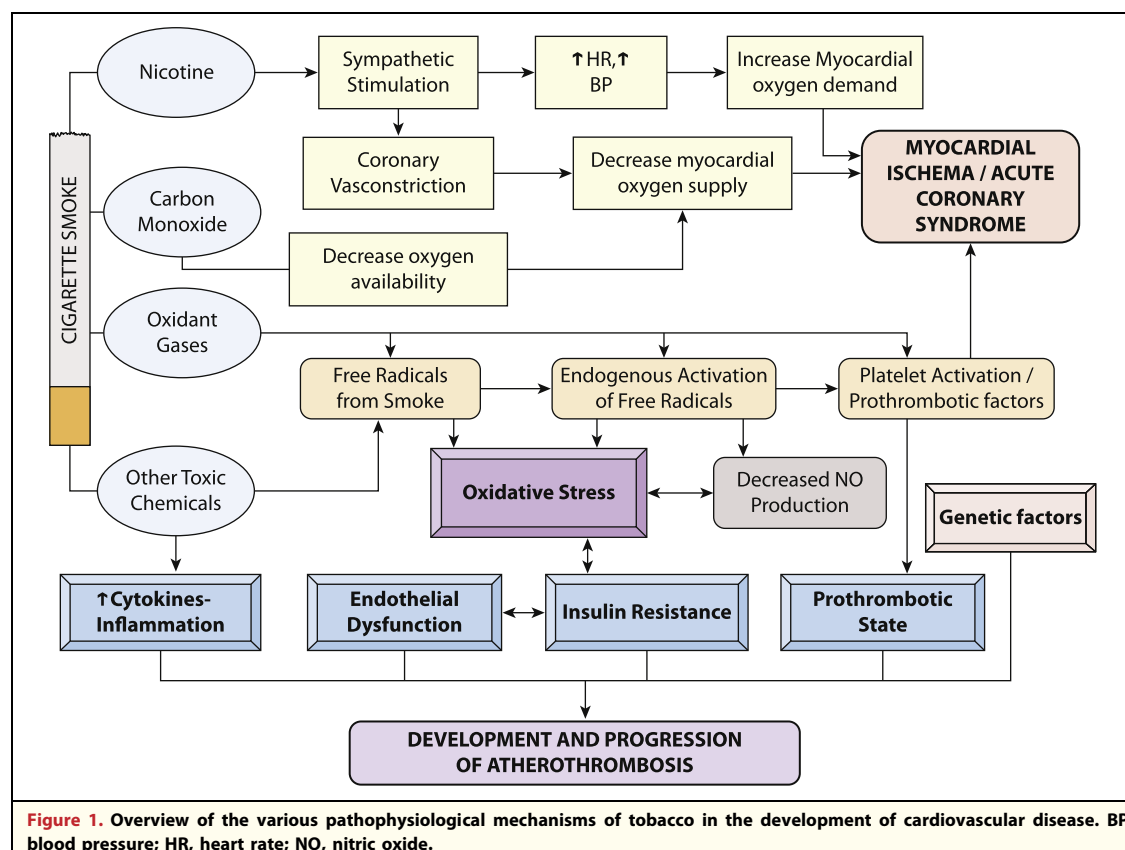 Nicotine
Sympathetic
Stimulation
↑HR,↑
BP
Increase Myocardial
oxygen demand
CIGARETTE SMOKE
Carbon
Monoxide
Coronary
Vasconstriction
Decrease myocardial
oxygen supply
MYOCARDIAL
ISCHEMA / ACUTE
CORONARY
SYNDROME
Decrease oxygen
availability
Oxidant
Gases
Free Radicals
from Smoke
Endogenous Activation
of Free Radicals
Platelet Activation /
Prothrombotic factors
Other Toxic
Chemicals
Oxidative Stress
Decreased NO
Production
Genetic factors
↑Cytokines-
Inflammation
Endothelial
Dysfunction
Insulin Resistance
Prothrombotic
State
DEVELOPMENT AND PROGRESSION
OF ATHEROTHROMBOSIS
Figure 1. Overview of the various pathophysiological mechanisms of tobacco in the development of cardiovascular disease. BP
blood pressure; HR, heart rate; NO, nitric oxide.